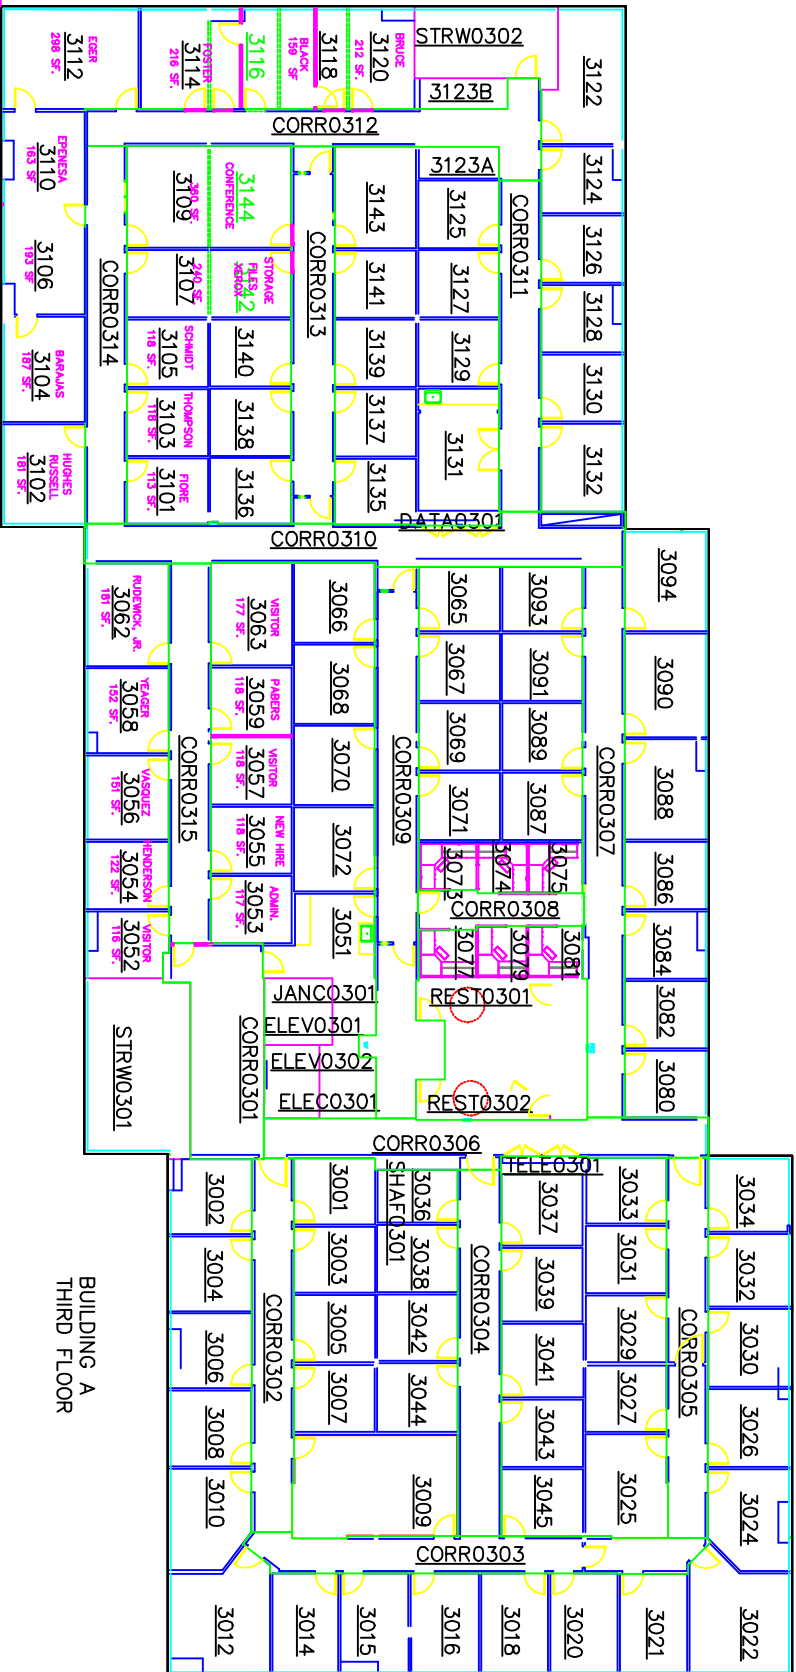 EGER
3112
298 SF.
FOSTER
3114
216 SF.
3116
BLACK
3118
159 SF
BRUCE
3120
212 SF.
STRW0302
3123B
3122
CORR0312
3123A
EPENESA
3110
163 SF
3106
193 SF
BARAJAS
3104
187 SF.
HUGHES
RUSSELL
3102
181 SF.
CORR0314
3109
360 SF.
3144
CONFERENCE
3107
240 SF.
STORAGE
FILES
XEROX
3142
SCHMIDT
3105
118 SF.
THOMPSON
3103
118 SF.
FIORE
3101
113 SF.
3140
3138
3136
CORR0313
3143
3141
3139
3137
3135
3125
3127
3129
3131
CORR0311
3124
3126
3128
3130
3132
DATA0301
CORR0310
RUDEWICK, JR.
3062
181 SF.
YEAGER
3058
152 SF.
VASQUEZ
3056
151 SF.
HENDERSON
3054
122 SF.
VISITOR
3052
116 SF.
CORR0315
VISITOR
3063
177 SF.
PABERS
3059
118 SF.
VISITOR
3057
118 SF.
NEW HIRE
3055
118 SF.
ADMIN.
3053
117 SF.
3066
3068
3070
3072
3051
CORR0309
3065
3067
3069
3071
3073
3074
3075
3093
3091
3089
3087
CORR0308
3077
3079
3081
CORR0307
3094
3090
3088
3086
3084
3082
3080
JANC0301
ELEV0301
ELEV0302
ELEC0301
REST0301
REST0302
STRW0301
CORR0301
CORR0306
TELE0301
3002
3004
3006
3008
3010
CORR0302
3001
3003
3005
3007
3009
3036
SHAF0301
3038
3042
3044
CORR0304
3037
3039
3041
3043
3045
3033
3031
3029
3027
3025
CORR0305
3034
3032
3030
3026
3024
CORR0303
3012
3014
3015
3016
3018
3020
3021
3022
BUILDING A
THIRD FLOOR